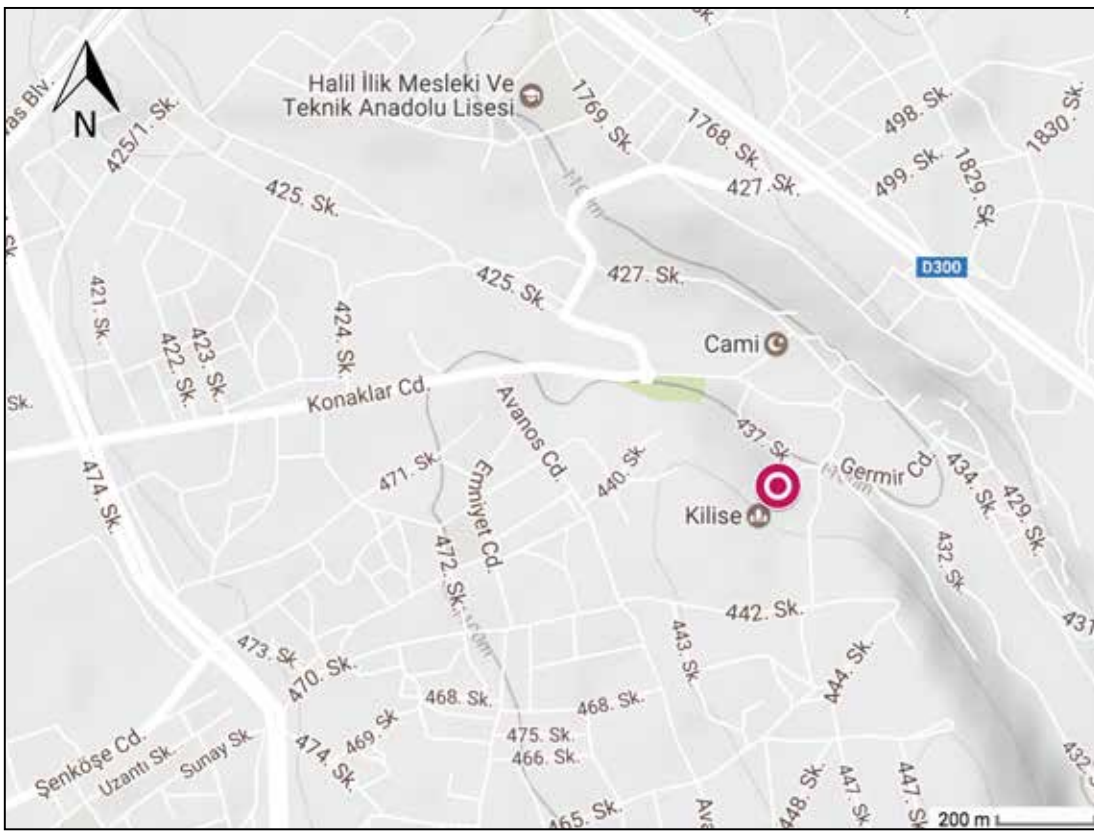 Halil İlik Mesleki Ve
Teknik Anadolu Lisesi
N
425/1. Sk.
1769. Sk.
1768. Sk.
498. Sk.
1830. Sk.
425. Sk.
427. Sk.
499. Sk.
1829. Sk.
D300
421. Sk.
425. Sk.
427. Sk.
422. Sk.
423. Sk.
424. Sk.
Cami
Sk.
Konaklar Cd.
Avanos Cd.
437. Sk
Germir Cd.
434. Sk.
429. Sk.
471. Sk.
Emniyet Cd.
440. Sk
474. Sk.
Kilise
432. Sk.
472. Sk.
442. Sk.
431
473. Sk.
470. Sk.
443. Sk.
444. Sk.
468. Sk.
468. Sk.
469. Sk
475. Sk.
466. Sk.
474. Sk.
Şenköşe Cd.
Uzantı Sk.
Sunay Sk.
465. Sk.
448. Sk.
447. Sk.
447. Sk.
432. Sk.
200 m